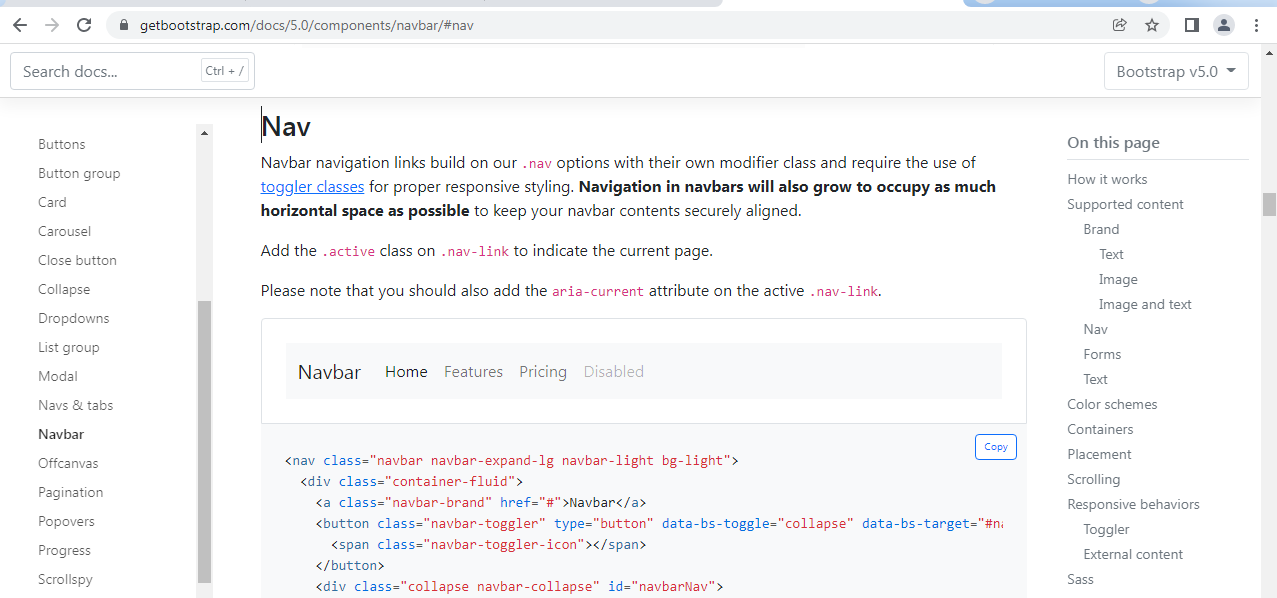 getbootstrap.com/docs/5.0/components/navbar/#nav
Search docs... Ctrl + /
Bootstrap v5.0
Buttons
Button group
Card
Carousel
Close button
Collapse
Dropdowns
List group
Modal
Navs & tabs
Navbar
Offcanvas
Pagination
Popovers
Progress
Scrollspy
Nav
Navbar navigation links build on our .nav options with their own modifier class and require the use of
toggler classes for proper responsive styling. Navigation in navbars will also grow to occupy as much
horizontal space as possible to keep your navbar contents securely aligned.
Add the .active class on .nav-link to indicate the current page.
Please note that you should also add the aria-current attribute on the active .nav-link.
Navbar Home Features Pricing Disabled
Copy
<nav class="navbar navbar-expand-lg navbar-light bg-light">
<div class="container-fluid">
<a class="navbar-brand" href="#">Navbar</a>
<button class="navbar-toggler" type="button" data-bs-toggle="collapse" data-bs-target="#na
<span class="navbar-toggler-icon"></span>
</button>
<div class="collapse navbar-collapse" id="navbarNav">
On this page
How it works
Supported content
Brand
Text
Image
Image and text
Nav
Forms
Text
Color schemes
Containers
Placement
Scrolling
Responsive behaviors
Toggler
External content
Sass